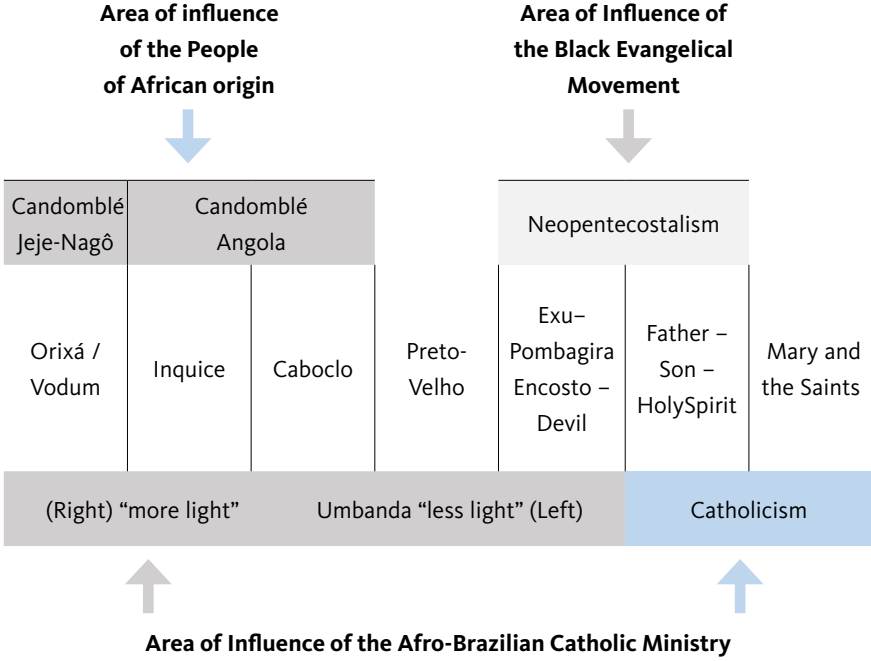 Area of influence
of the People
of African origin
Area of Influence of
the Black Evangelical
Movement
Candomblé
Jeje-Nagô
Candomblé
Angola
Neopentecostalism
Orixá /
Vodum
Inquice
Caboclo
Preto-
Velho
Exu–
Pombagira
Encosto –
Devil
Father –
Son –
HolySpirit
Mary and
the Saints
(Right) “more light”
Umbanda “less light” (Left)
Catholicism
Area of Influence of the Afro-Brazilian Catholic Ministry